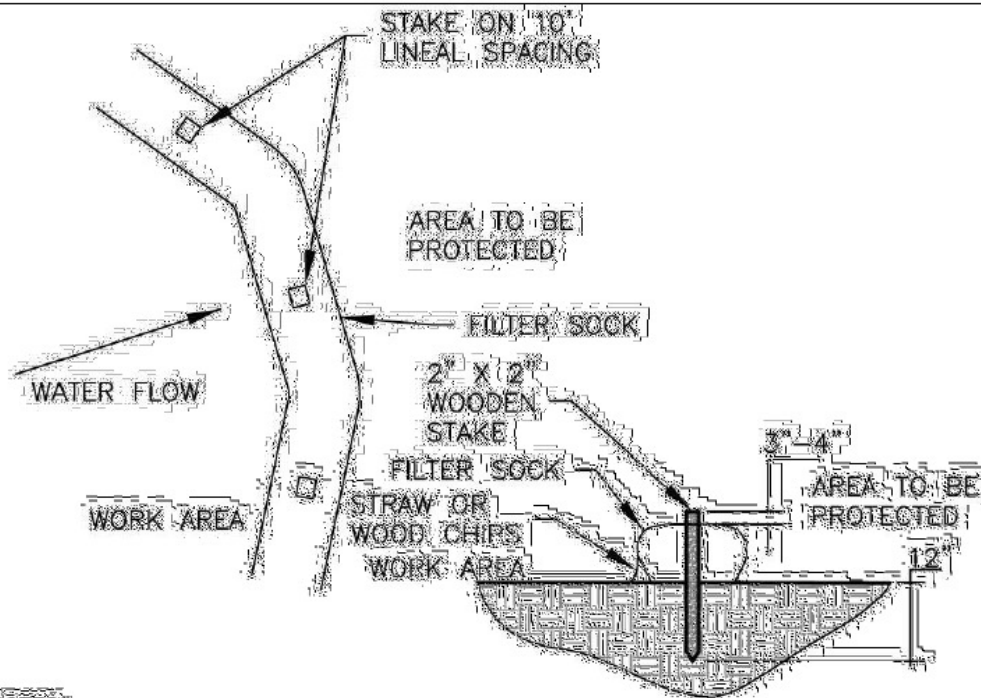 STAKE ON 10'
LINEAL SPACING
AREA TO BE
PROTECTED
FILTER SOCK
WATER FLOW
2" X 2"
WOODEN
STAKE
3"-4"
FILTER SOCK
AREA TO BE
PROTECTED
STRAW OR
WOOD CHIPS
WORK AREA
WORK AREA
12"